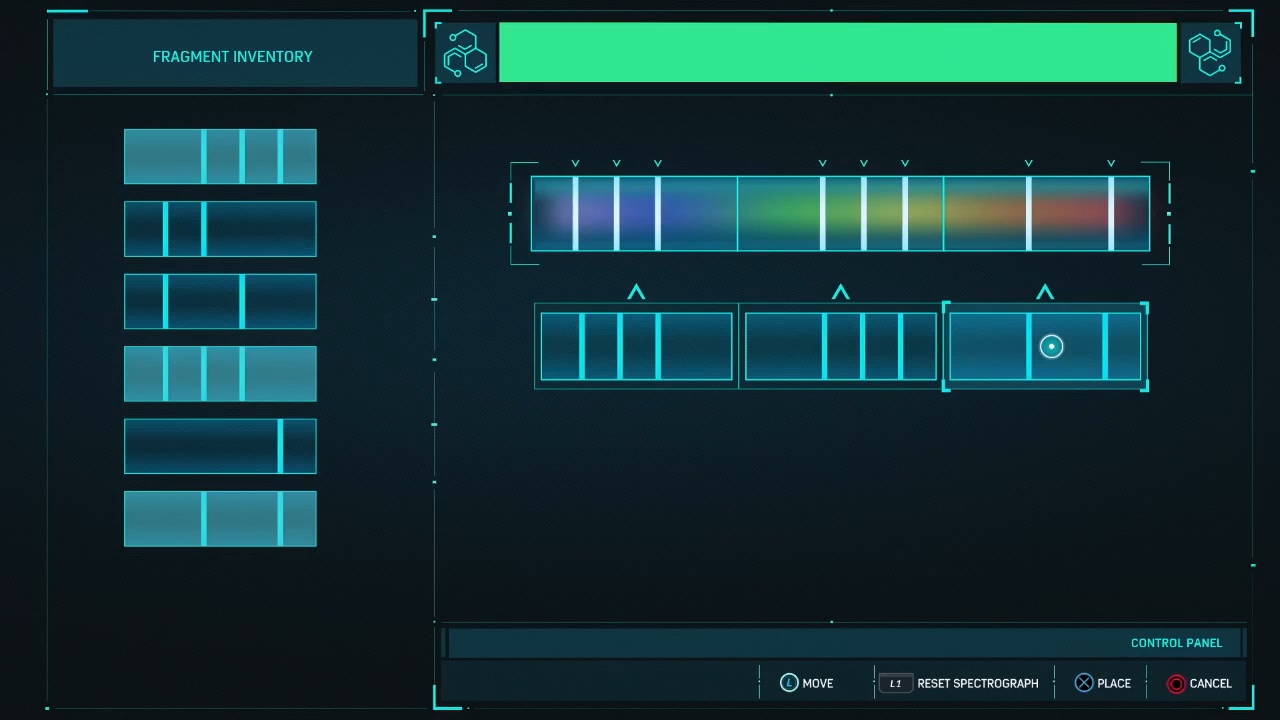 FRAGMENT INVENTORY
CONTROL PANEL
L MOVE
L1 RESET SPECTROGRAPH
PLACE
CANCEL